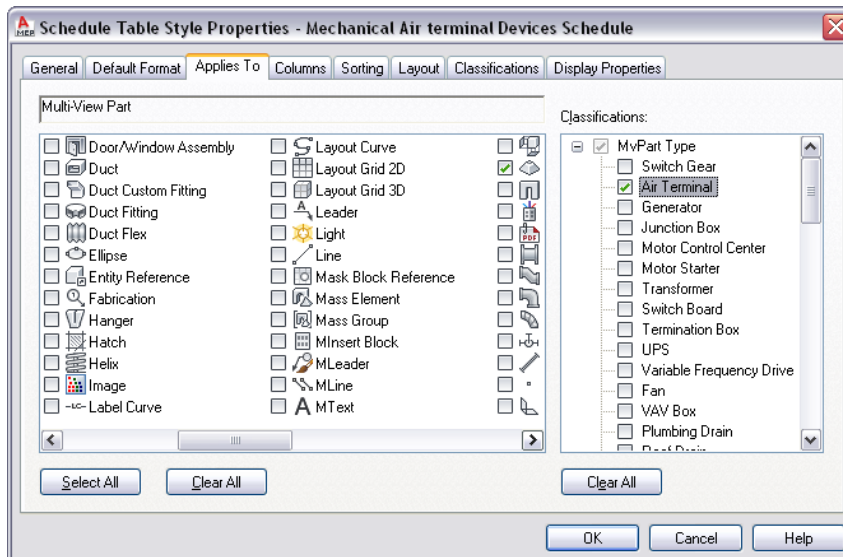 Schedule Table Style Properties - Mechanical Air terminal Devices Schedule
General Default Format Applies To Columns Sorting Layout Classifications Display Properties
Multi-View Part
Door/Window Assembly
Duct
Duct Custom Fitting
Duct Fitting
Duct Flex
Ellipse
Entity Reference
Fabrication
Hanger
Hatch
Helix
Image
-LC- Label Curve
Layout Curve
Layout Grid 2D
Layout Grid 3D
Leader
Light
Line
Mask Block Reference
Mass Element
Mass Group
MInsert Block
MLeader
MLine
MText
PDF
Classifications:
MvPart Type
Switch Gear
Air Terminal
Generator
Junction Box
Motor Control Center
Motor Starter
Transformer
Switch Board
Termination Box
UPS
Variable Frequency Drive
Fan
VAV Box
Plumbing Drain
Select All Clear All
Clear All
OK Cancel Help